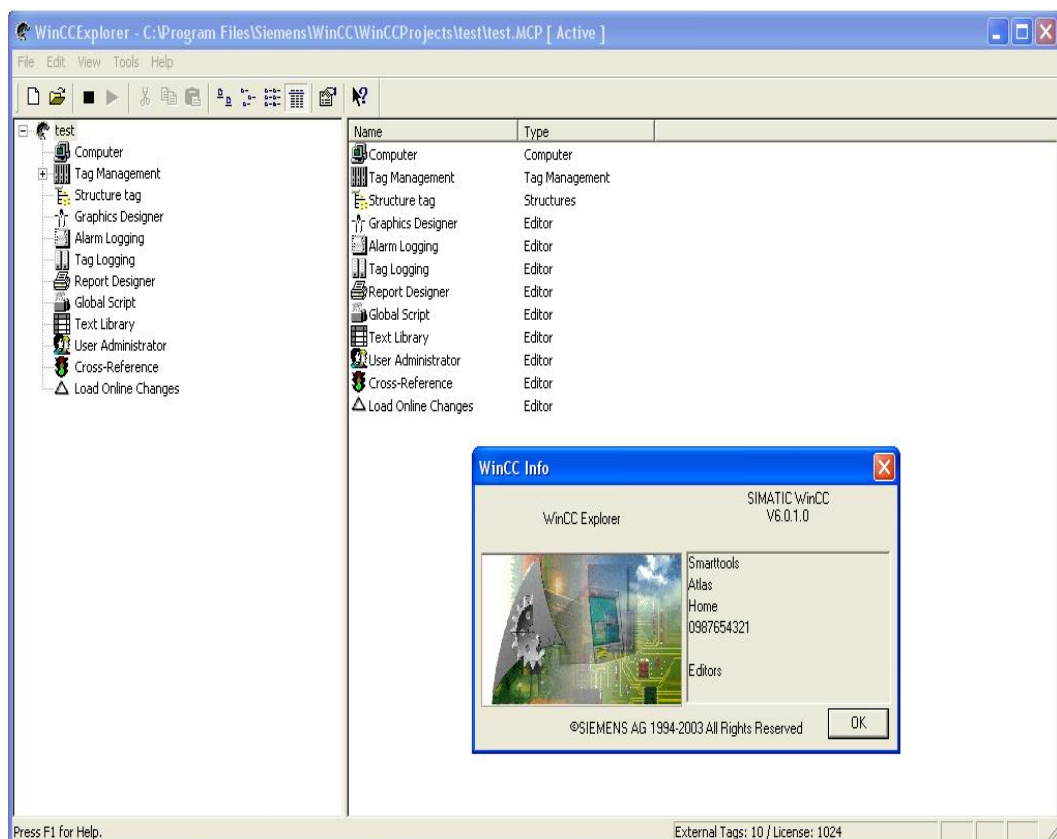 WinCCExplorer - C:\Program Files\Siemens\WinCC\WinCCProjects\test\test.MCP [ Active ]
File Edit View Tools Help
test
Computer
Tag Management
Structure tag
Graphics Designer
Alarm Logging
Tag Logging
Report Designer
Global Script
Text Library
User Administrator
Cross-Reference
Load Online Changes
Name Type
Computer Computer
Tag Management Tag Management
Structure tag Structures
Graphics Designer Editor
Alarm Logging Editor
Tag Logging Editor
Report Designer Editor
Global Script Editor
Text Library Editor
User Administrator Editor
Cross-Reference Editor
Load Online Changes Editor
WinCC Info
WinCC Explorer
SIMATIC WinCC
V6.0.1.0
Smarttools
Atlas
Home
0987654321
Editors
©SIEMENS AG 1994-2003 All Rights Reserved
OK
Press F1 for Help.
External Tags: 10 / License: 1024